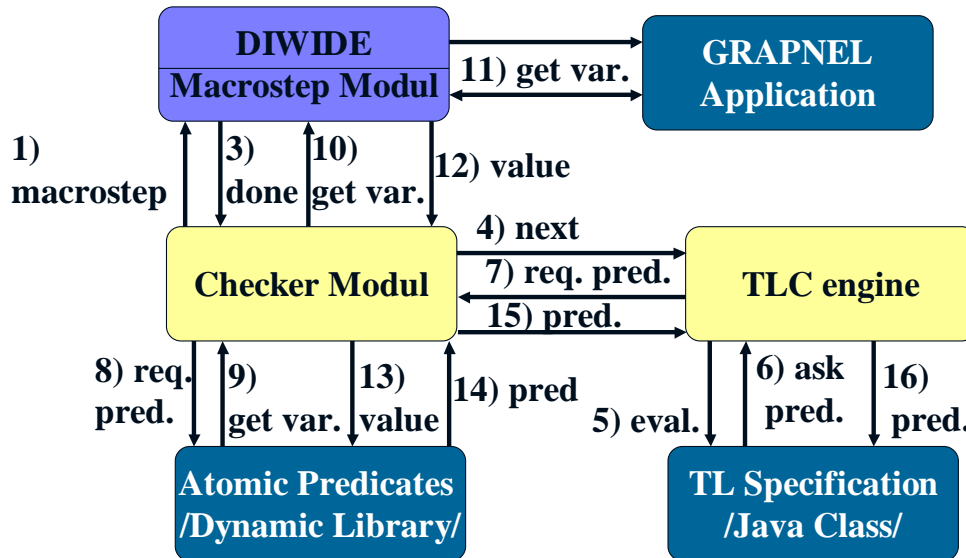 DIWIDE
Macrostep Modul
11) get var.
GRAPNEL
Application
1)
macrostep
3)
done
10)
get var.
12) value
4) next
7) req. pred.
15) pred.
Checker Modul
TLC engine
8) req.
pred.
9)
get var.
13)
value
14) pred
5) eval.
6) ask
pred.
16)
pred.
Atomic Predicates
/Dynamic Library/
TL Specification
/Java Class/